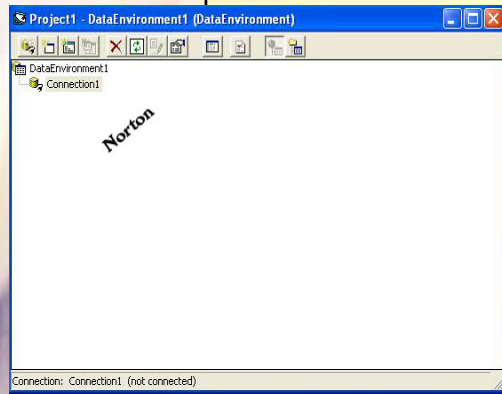 Project1 - DataEnvironment1 (DataEnvironment)
DataEnvironment1
Connection1
Norton
Connection: Connection1 (not connected)